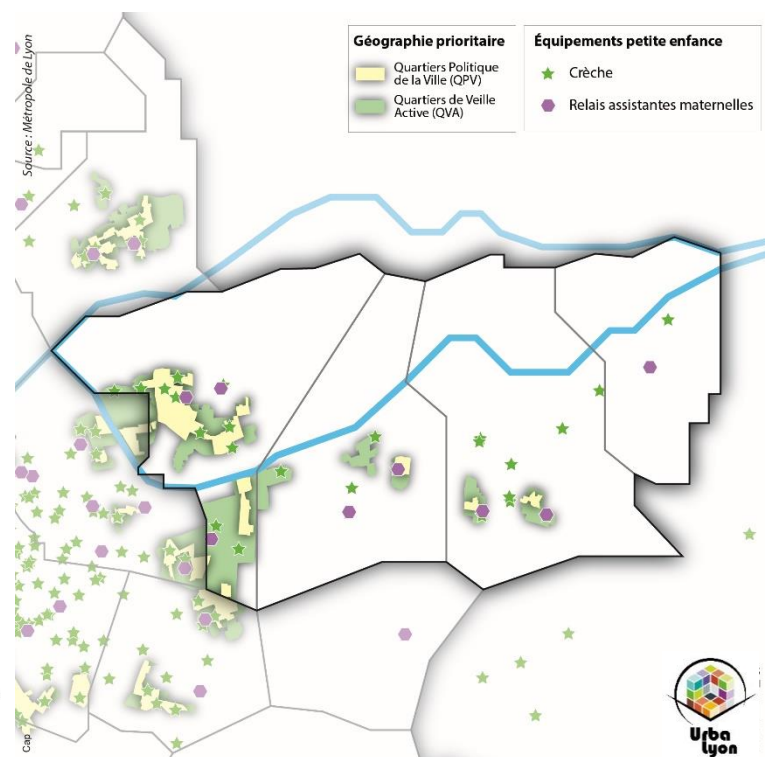 Géographie prioritaire
Quartiers Politique
de la Ville (QPV)
Quartiers de Veille
Active (QVA)
Équipements petite enfance
Crèche
Relais assistantes maternelles
Source : Métropole de Lyon
Cap
Urba
Lyon